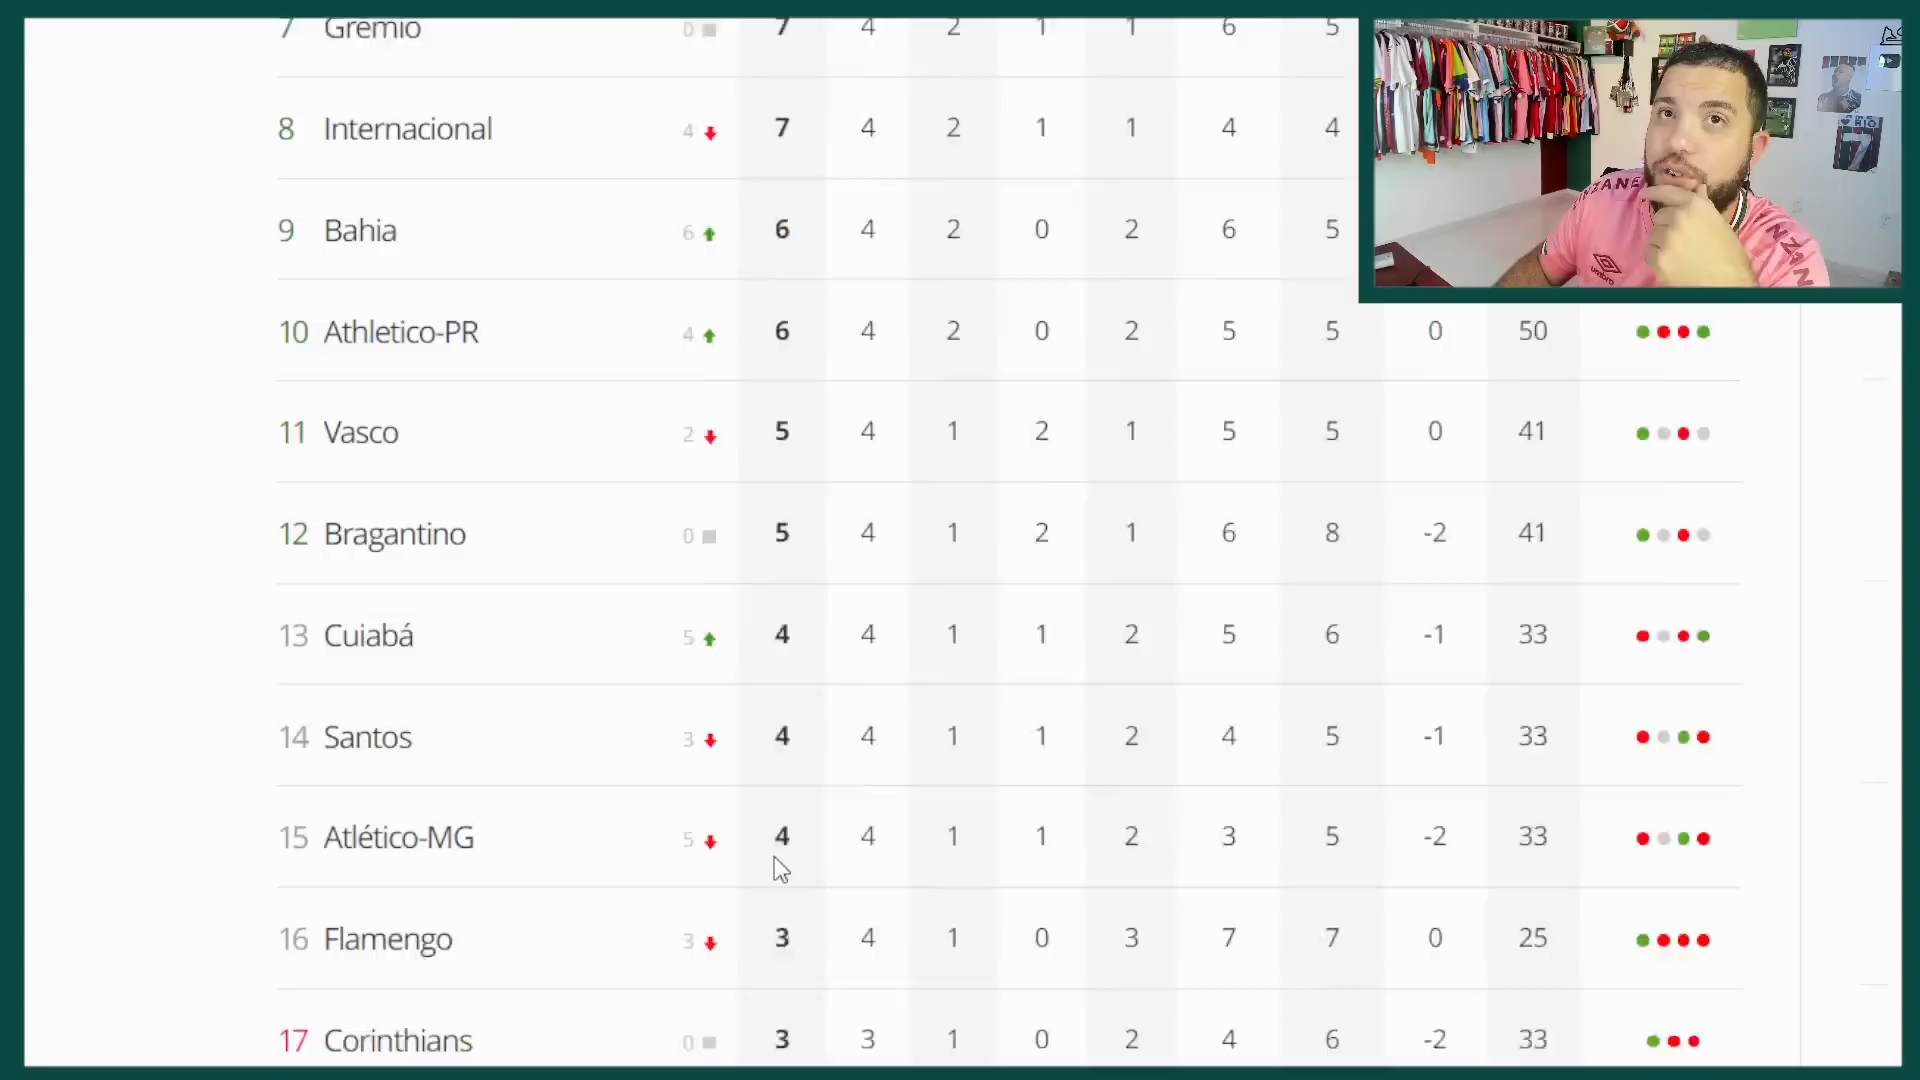 7 Grêmio 0 7 4 2 1 1 6 5
8 Internacional 4 7 4 2 1 1 4 4
9 Bahia 6 6 4 2 0 2 6 5
10 Athletico-PR 4 6 4 2 0 2 5 5 0 50
11 Vasco 2 5 4 1 2 1 5 5 0 41
12 Bragantino 0 5 4 1 2 1 6 8 -2 41
13 Cuiabá 5 4 4 1 1 2 5 6 -1 33
14 Santos 3 4 4 1 1 2 4 5 -1 33
15 Atlético-MG 5 4 4 1 1 2 3 5 -2 33
16 Flamengo 3 3 4 1 0 3 7 7 0 25
17 Corinthians 0 3 3 1 0 2 4 6 -2 33
RIO
7
NZANE
NZAN
umbro